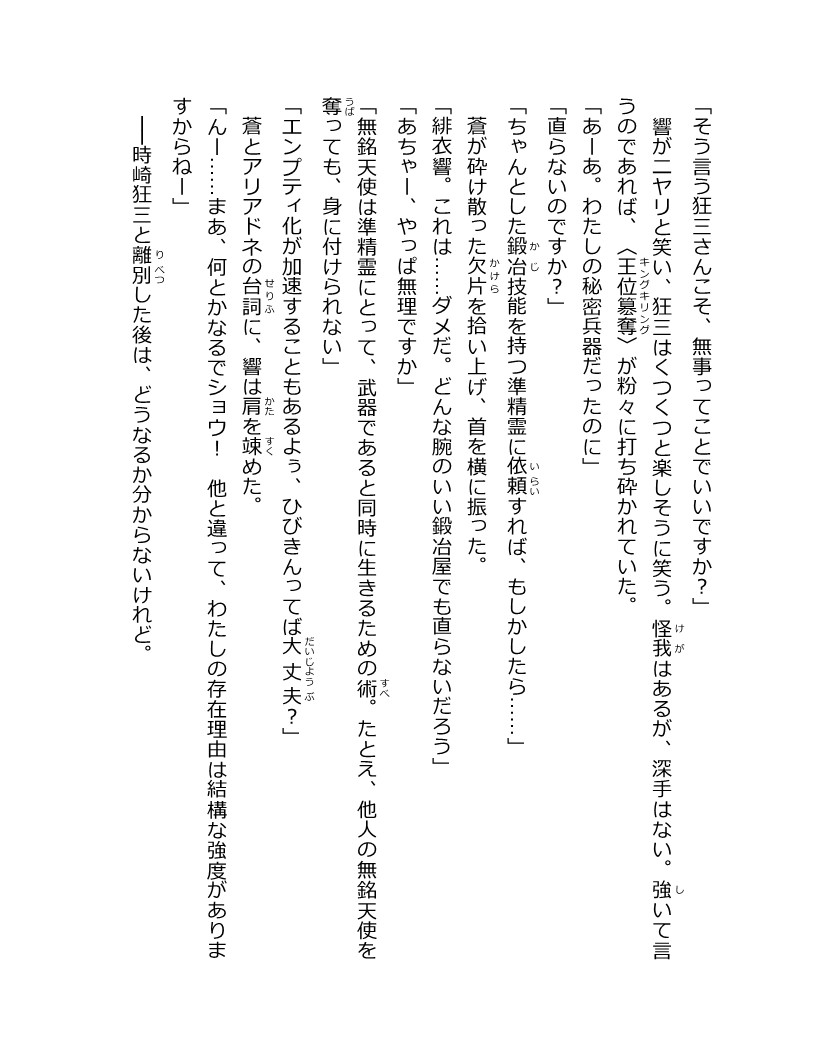 「そう言う狂三さんこそ、無事ってことでいいですか？」
　響がニヤリと笑い、狂三はくつくつと楽しそうに笑う。怪我はあるが、深手はない。強いて言
うのであれば、〈王位簒奪〉が粉々に打ち砕かれていた。
「あーあ。わたしの秘密兵器だったのに」
「直らないのですか？」
「ちゃんとした鍛冶技能を持つ準精霊に依頼すれば、もしかしたら……」
　蒼が砕け散った欠片を拾い上げ、首を横に振った。
「緋衣響。これは……ダメだ。どんな腕のいい鍛冶屋でも直らないだろう」
「あちゃー、やっぱ無理ですか」
「無銘天使は準精霊にとって、武器であると同時に生きるための術。たとえ、他人の無銘天使を
奪っても、身に付けられない」
「エンプティ化が加速することもあるよぅ、ひびきんってば大丈夫？」
　蒼とアリアドネの台詞に、響は肩を竦めた。
「んー……まあ、何とかなるでショウ！　他と違って、わたしの存在理由は結構な強度がありま
すからねー」
　──時崎狂三と離別した後は、どうなるか分からないけれど。